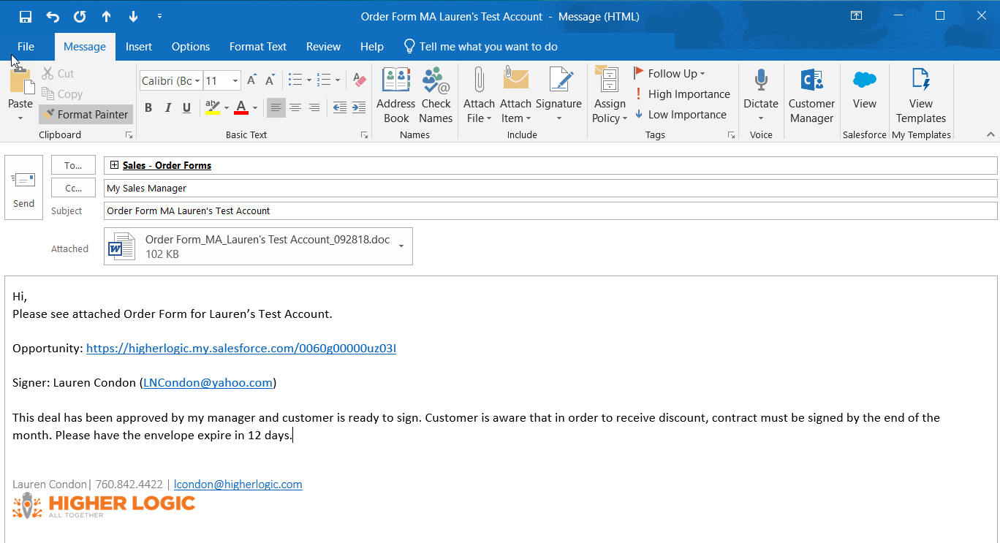 Order Form MA Lauren's Test Account - Message (HTML)
File Message Insert Options Format Text Review Help Tell me what you want to do
Paste
Cut
Copy
Format Painter
Clipboard
Calibri (Bc 11
B I U
Basic Text
Address Book
Check Names
Names
Attach File
Attach Item
Signature
Include
Assign Policy
Follow Up
High Importance
Low Importance
Tags
Dictate
Voice
Customer Manager
View
Salesforce
View Templates
My Templates
Send
To... Sales - Order Forms
Cc... My Sales Manager
Subject Order Form MA Lauren's Test Account
Attached Order Form_MA_Lauren's Test Account_092818.doc
102 KB
Hi,
Please see attached Order Form for Lauren’s Test Account.
Opportunity: https://higherlogic.my.salesforce.com/0060g00000uz03I
Signer: Lauren Condon (LNCondon@yahoo.com)
This deal has been approved by my manager and customer is ready to sign. Customer is aware that in order to receive discount, contract must be signed by the end of the
month. Please have the envelope expire in 12 days.
Lauren Condon| 760.842.4422 | lcondon@higherlogic.com
HIGHER LOGIC
ALL TOGETHER